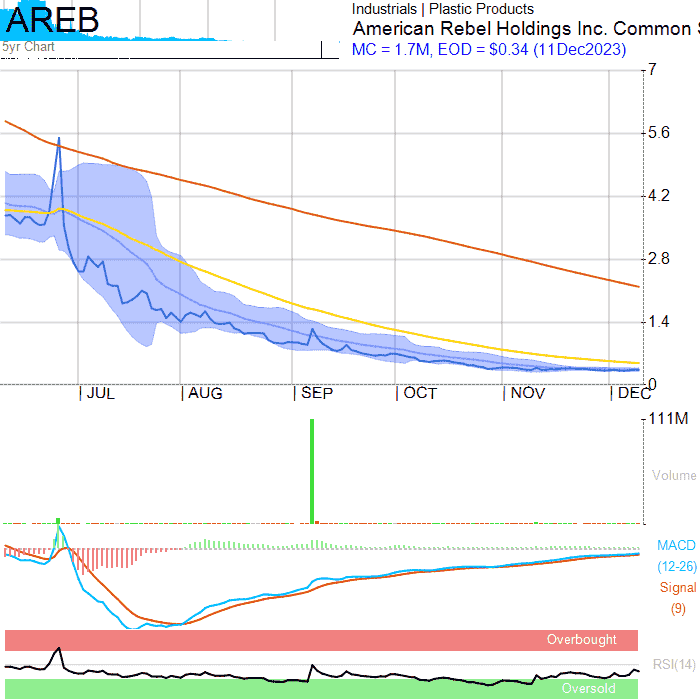 AREB
5yr Chart
Industrials | Plastic Products
American Rebel Holdings Inc. Common S
MC = 1.7M, EOD = $0.34 (11Dec2023)
7
5.6
4.2
2.8
1.4
0
JUL AUG SEP OCT NOV DEC
111M
Volume
MACD
(12-26)
Signal
(9)
Overbought
RSI(14)
Oversold